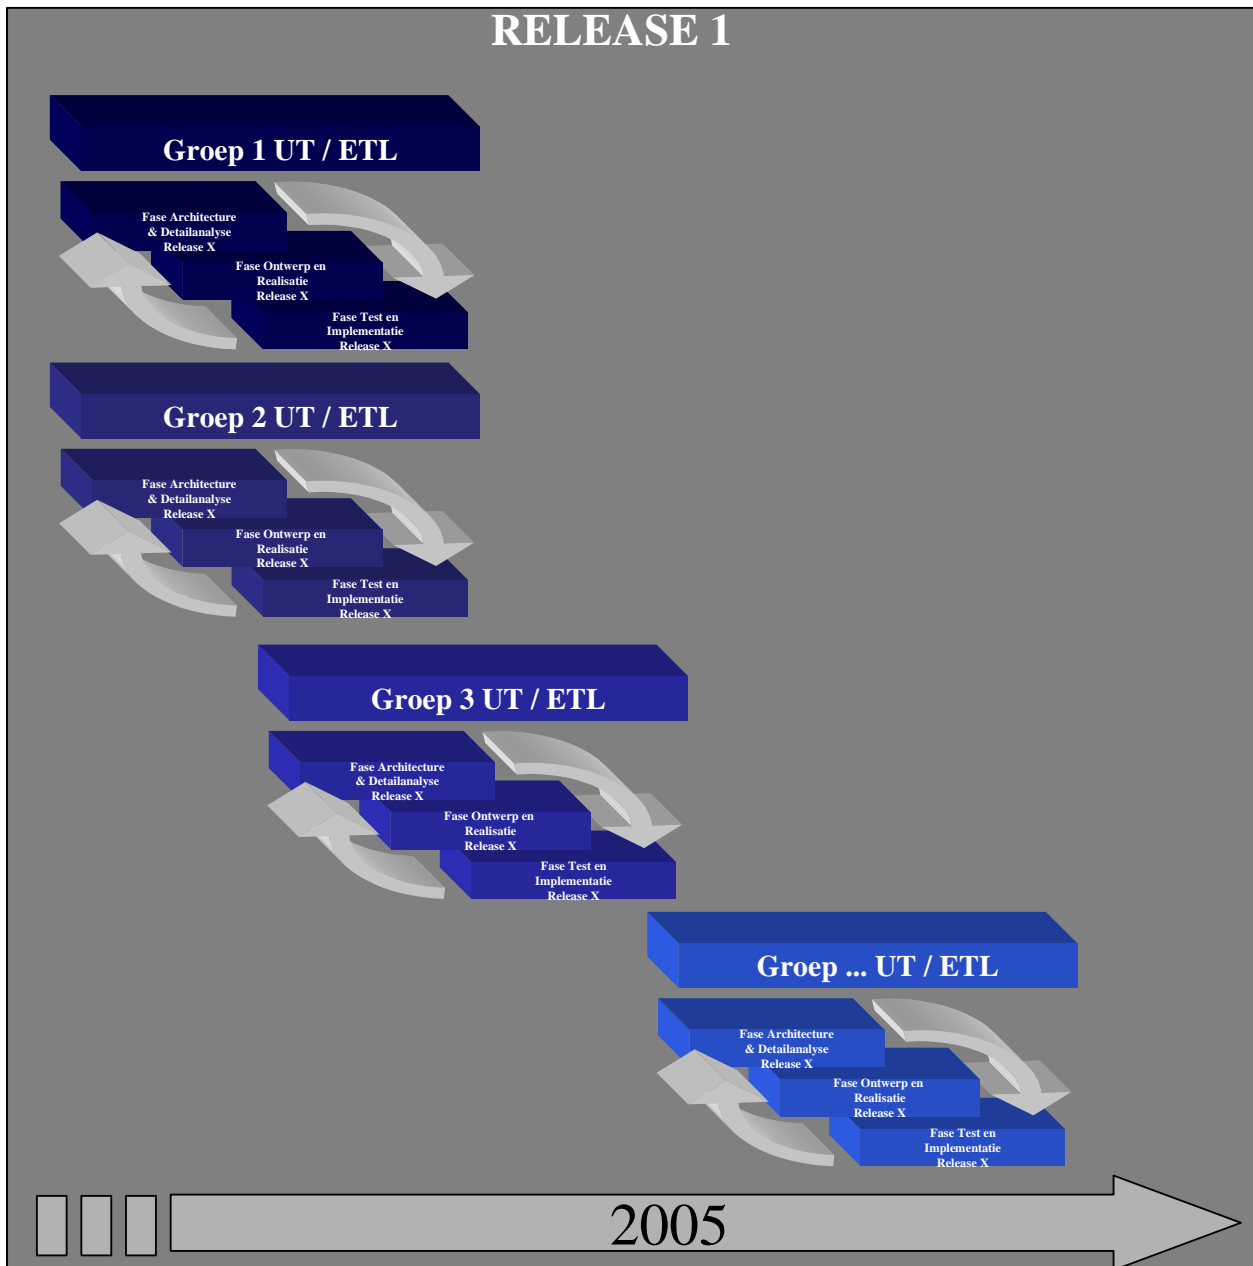 RELEASE 1
Groep 1 UT / ETL
Fase Architecture
& Detailanalyse
Release X
Fase Ontwerp en
Realisatie
Release X
Fase Test en
Implementatie
Release X
Groep 2 UT / ETL
Fase Architecture
& Detailanalyse
Release X
Fase Ontwerp en
Realisatie
Release X
Fase Test en
Implementatie
Release X
Groep 3 UT / ETL
Fase Architecture
& Detailanalyse
Release X
Fase Ontwerp en
Realisatie
Release X
Fase Test en
Implementatie
Release X
Groep ... UT / ETL
Fase Architecture
& Detailanalyse
Release X
Fase Ontwerp en
Realisatie
Release X
Fase Test en
Implementatie
Release X
2005